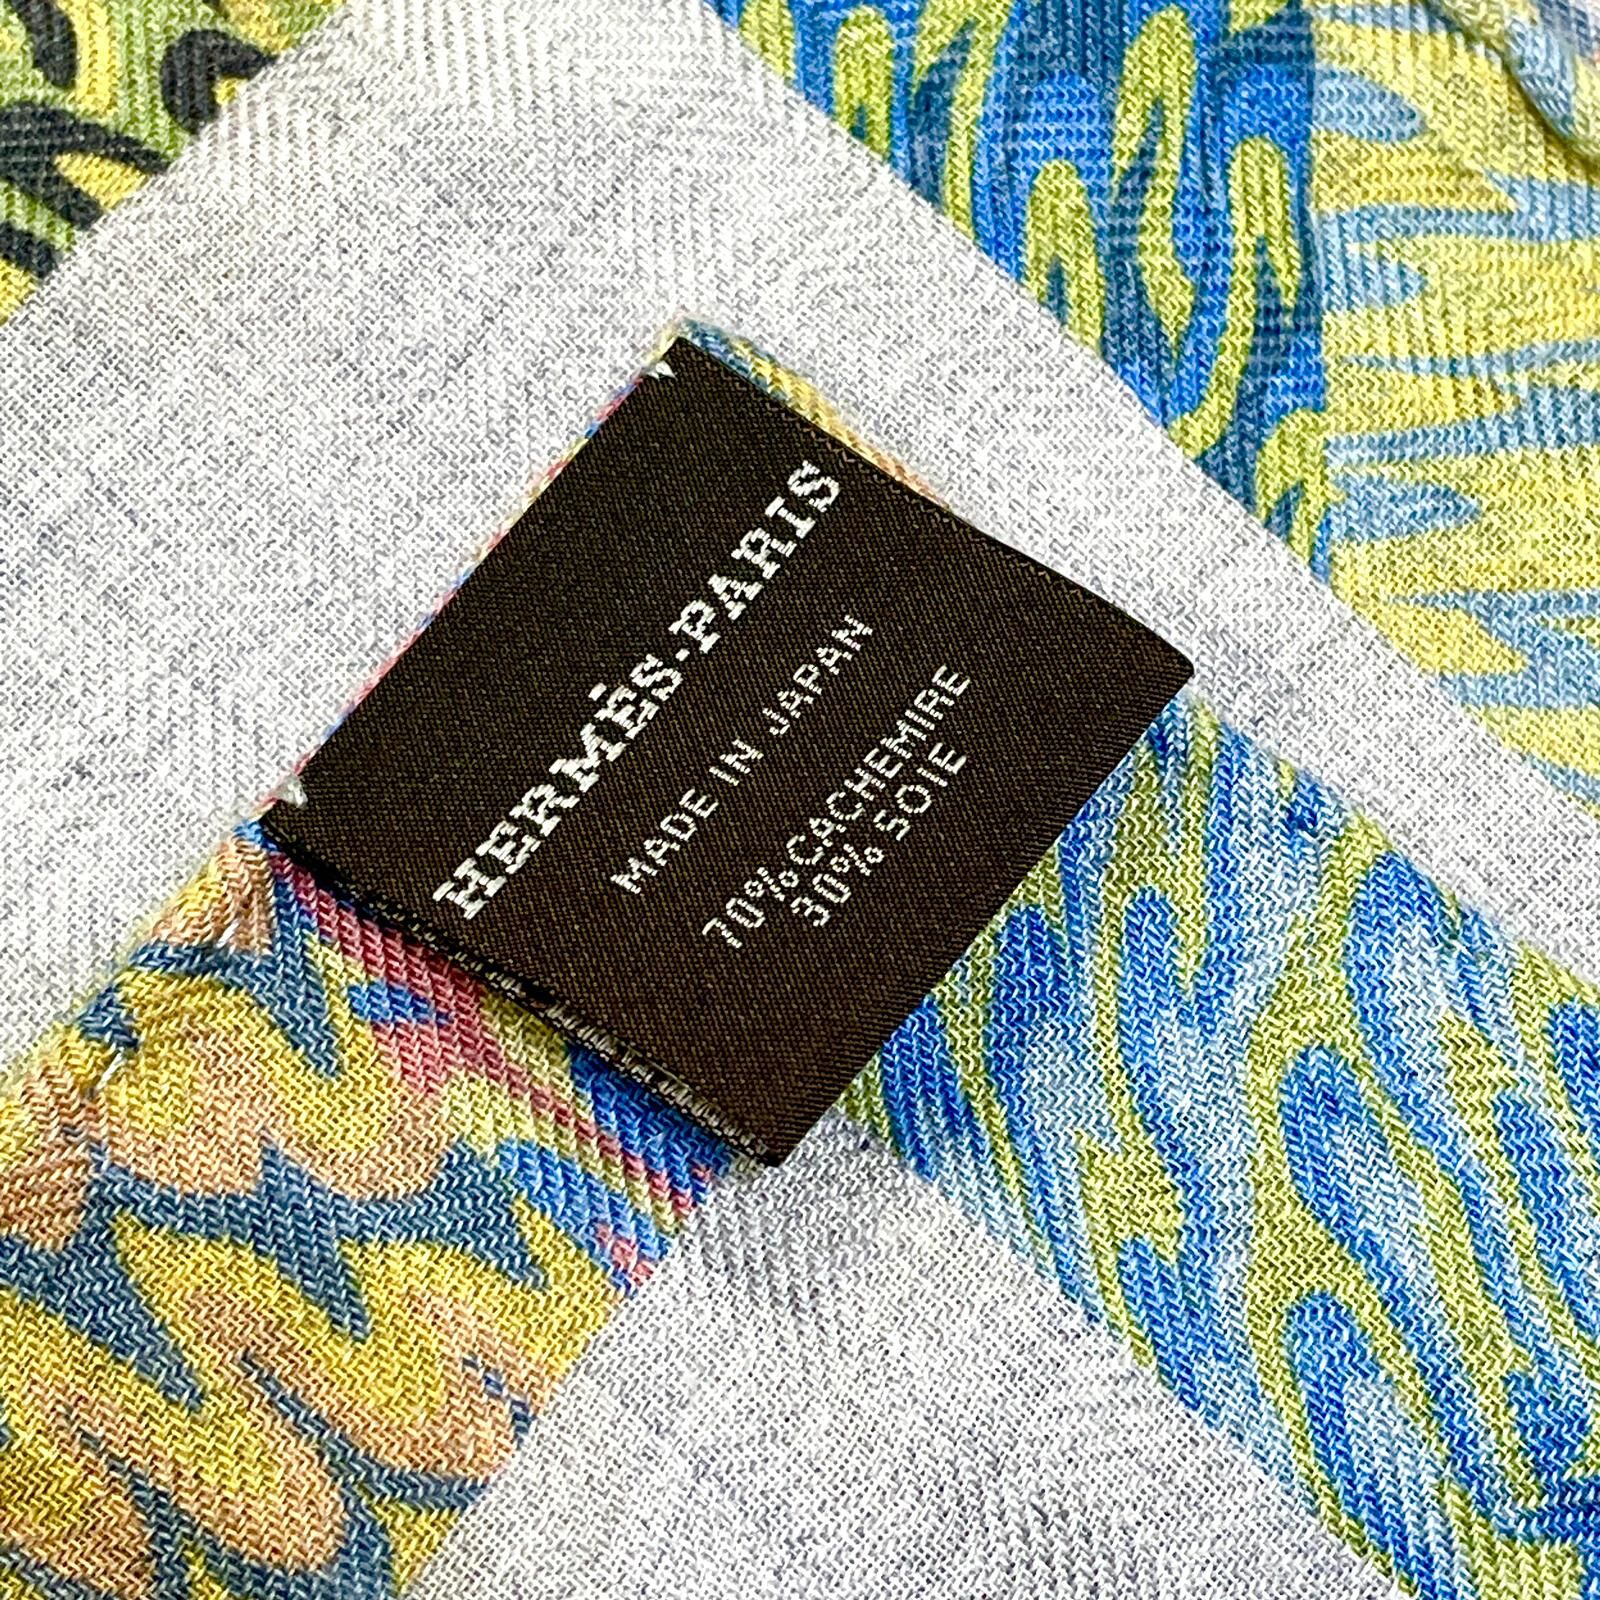 HERMÈS-PARIS
MADE IN JAPAN
70% CACHEMIRE
30% SOIE